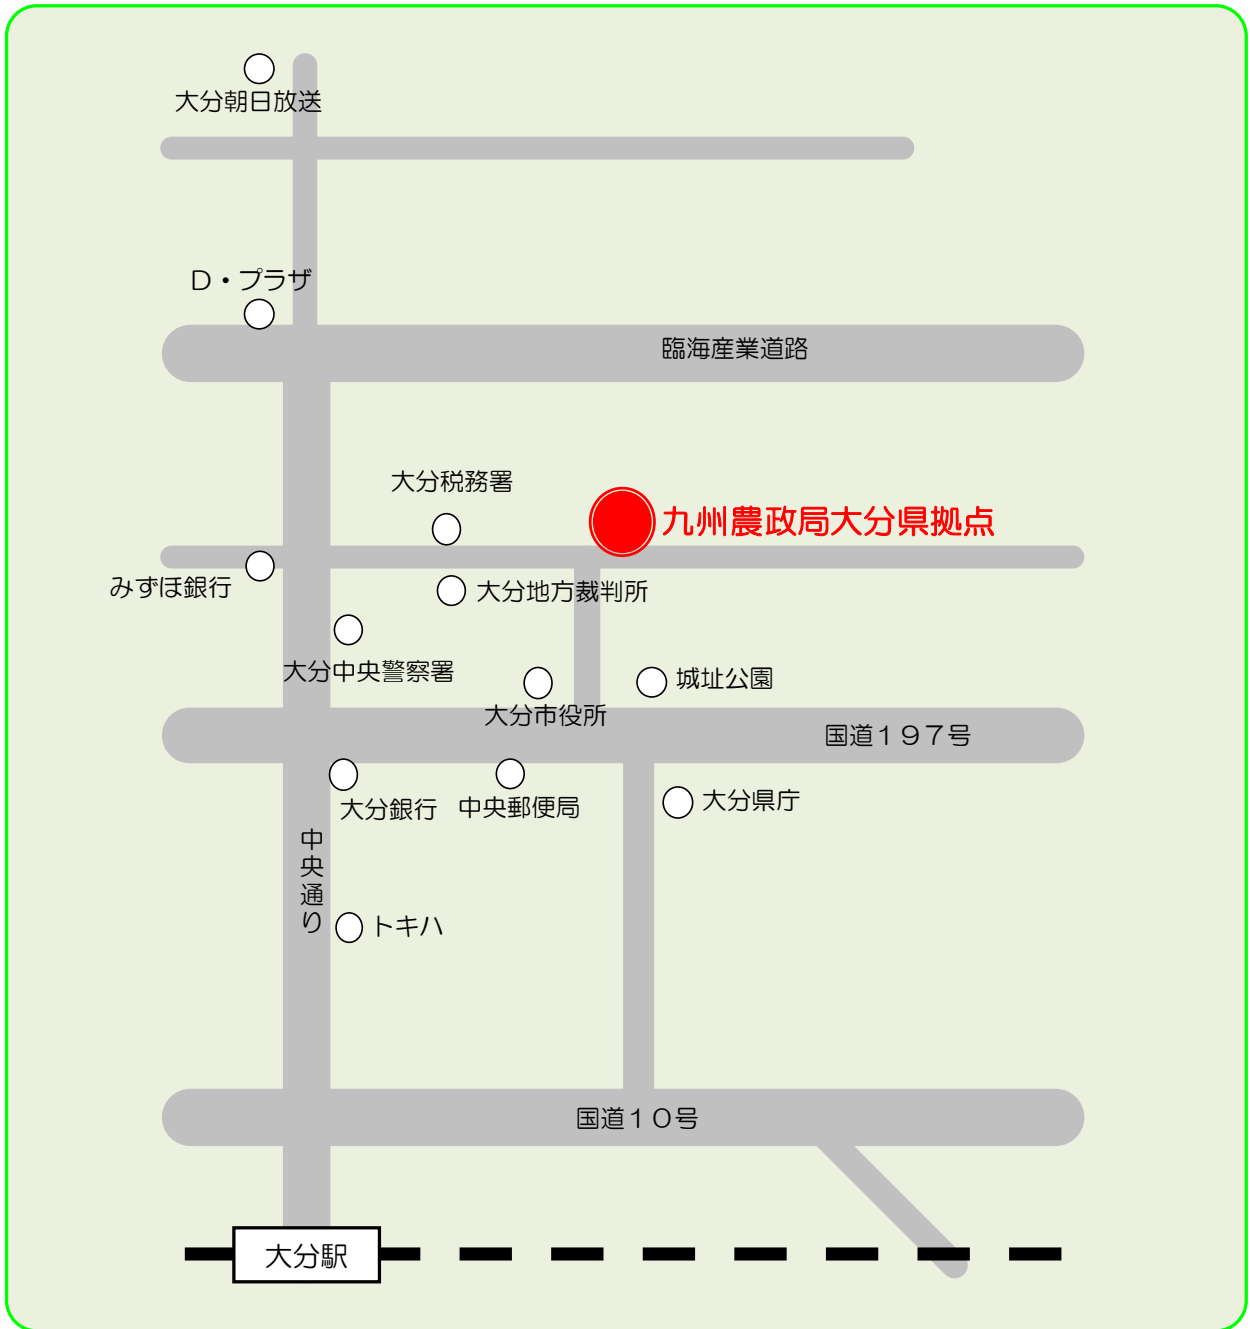 大分朝日放送
D・プラザ
臨海産業道路
大分税務署
九州農政局大分県拠点
みずほ銀行
大分地方裁判所
大分中央警察署
城址公園
大分市役所
国道１９７号
大分銀行
中央郵便局
大分県庁
中央通り
トキハ
国道１０号
大分駅